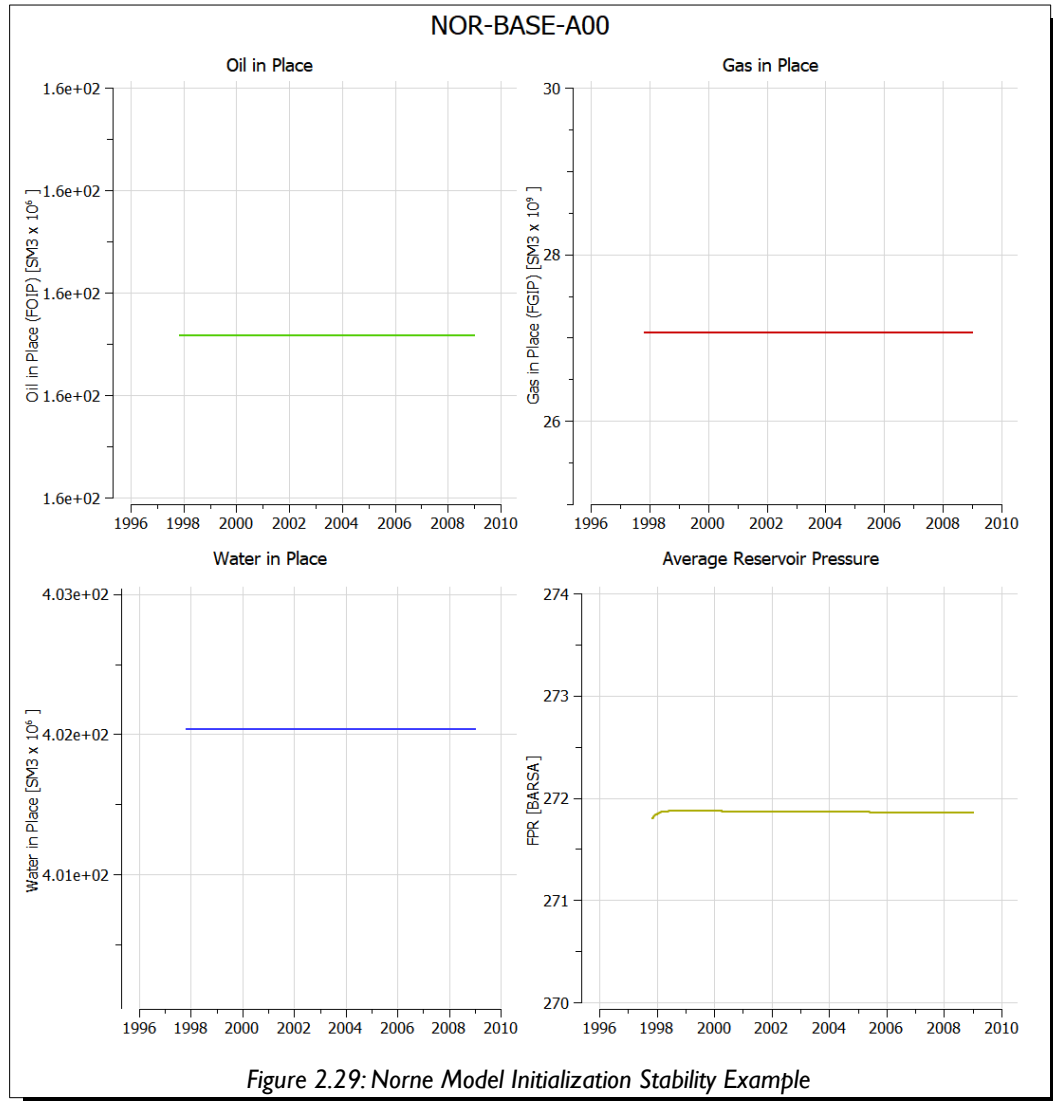 NOR-BASE-A00
Oil in Place
1.6e+02
1.6e+02
1.6e+02
1.6e+02
1.6e+02
Oil in Place (FOIP) [SM3 x 10⁶ ]
1996 1998 2000 2002 2004 2006 2008 2010
Gas in Place
30
28
26
Gas in Place (FGIP) [SM3 x 10⁹ ]
1996 1998 2000 2002 2004 2006 2008 2010
Water in Place
4.03e+02
4.02e+02
4.01e+02
Water in Place [SM3 x 10⁶ ]
1996 1998 2000 2002 2004 2006 2008 2010
Average Reservoir Pressure
274
273
272
271
270
FPR [BARSA ]
1996 1998 2000 2002 2004 2006 2008 2010
Figure 2.29: Norne Model Initialization Stability Example